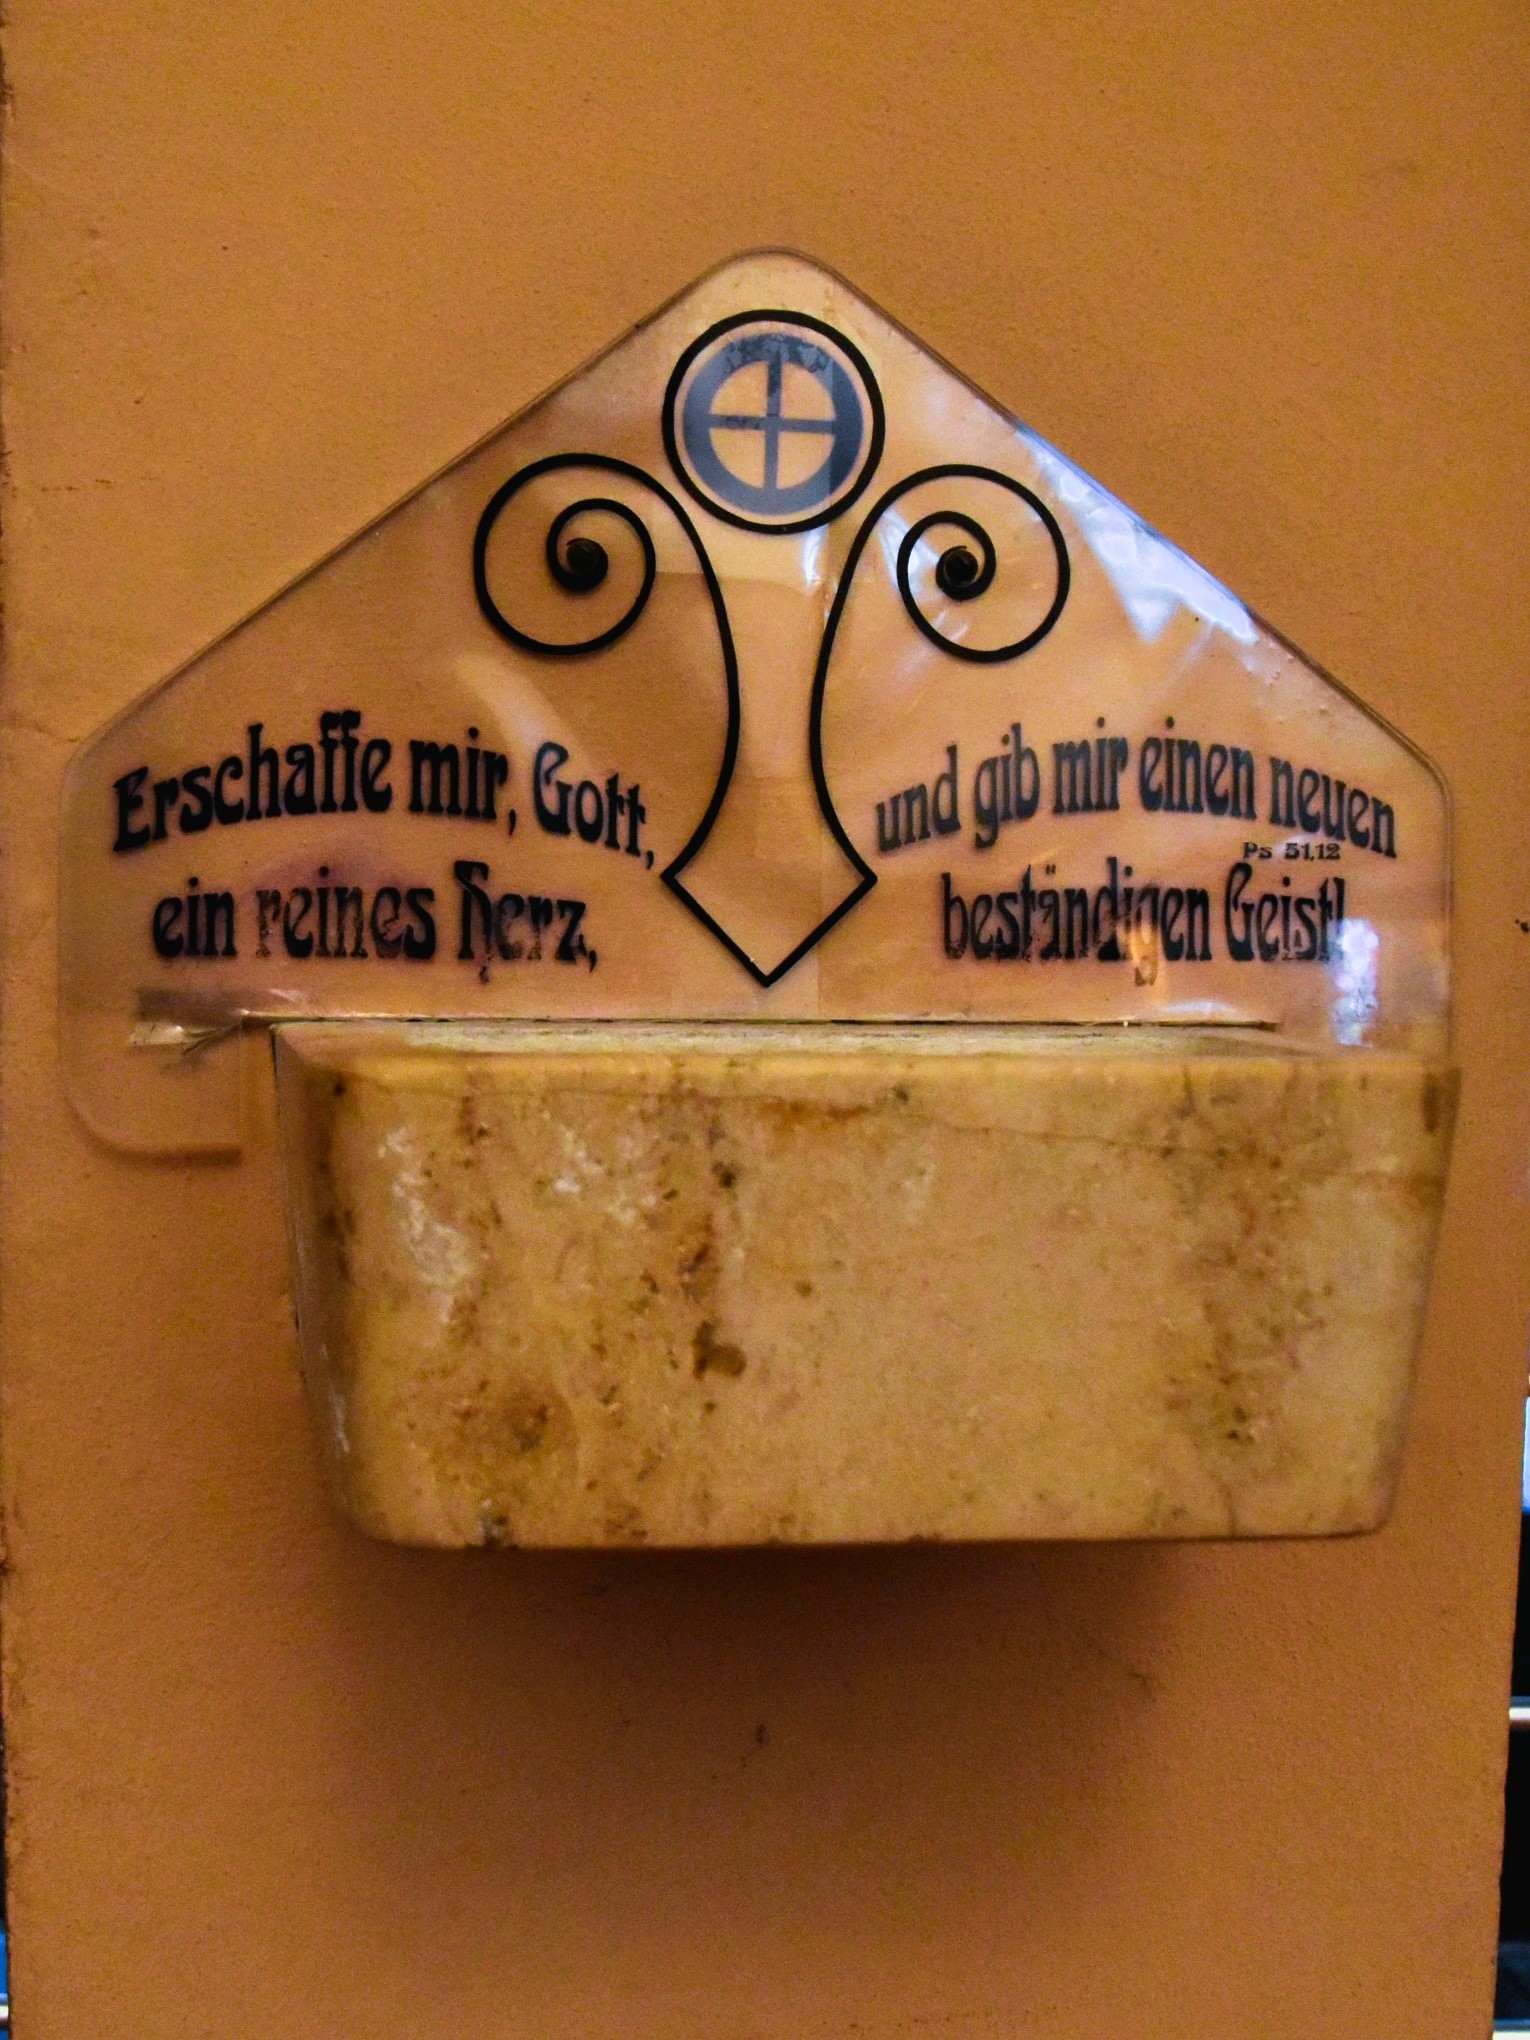 Erschaffe mir, Gott,
ein reines Herz,
und gib mir einen neuen
Ps 51,12
beständigen Geist!